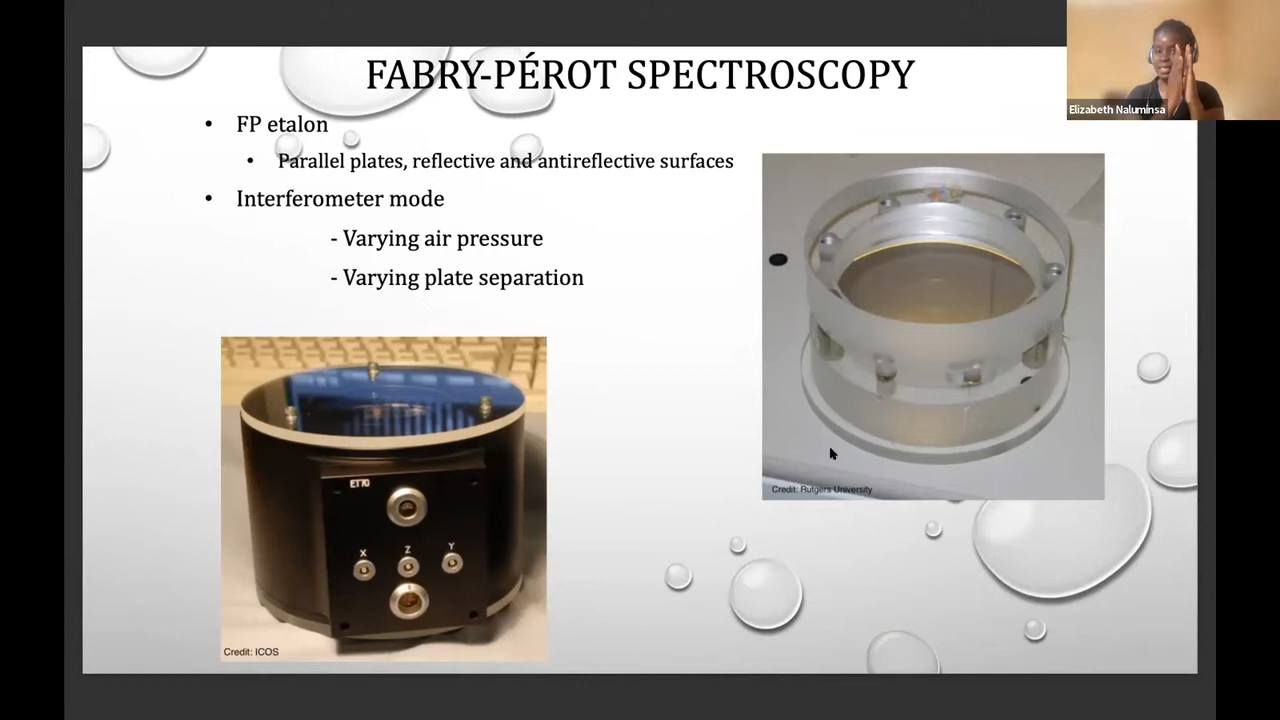 FABRY-PÉROT SPECTROSCOPY
Elizabeth Naluminsa
• FP etalon
• Parallel plates, reflective and antireflective surfaces
• Interferometer mode
- Varying air pressure
- Varying plate separation
ET70
X Z Y
Credit: Rutgers University
Credit: ICOS